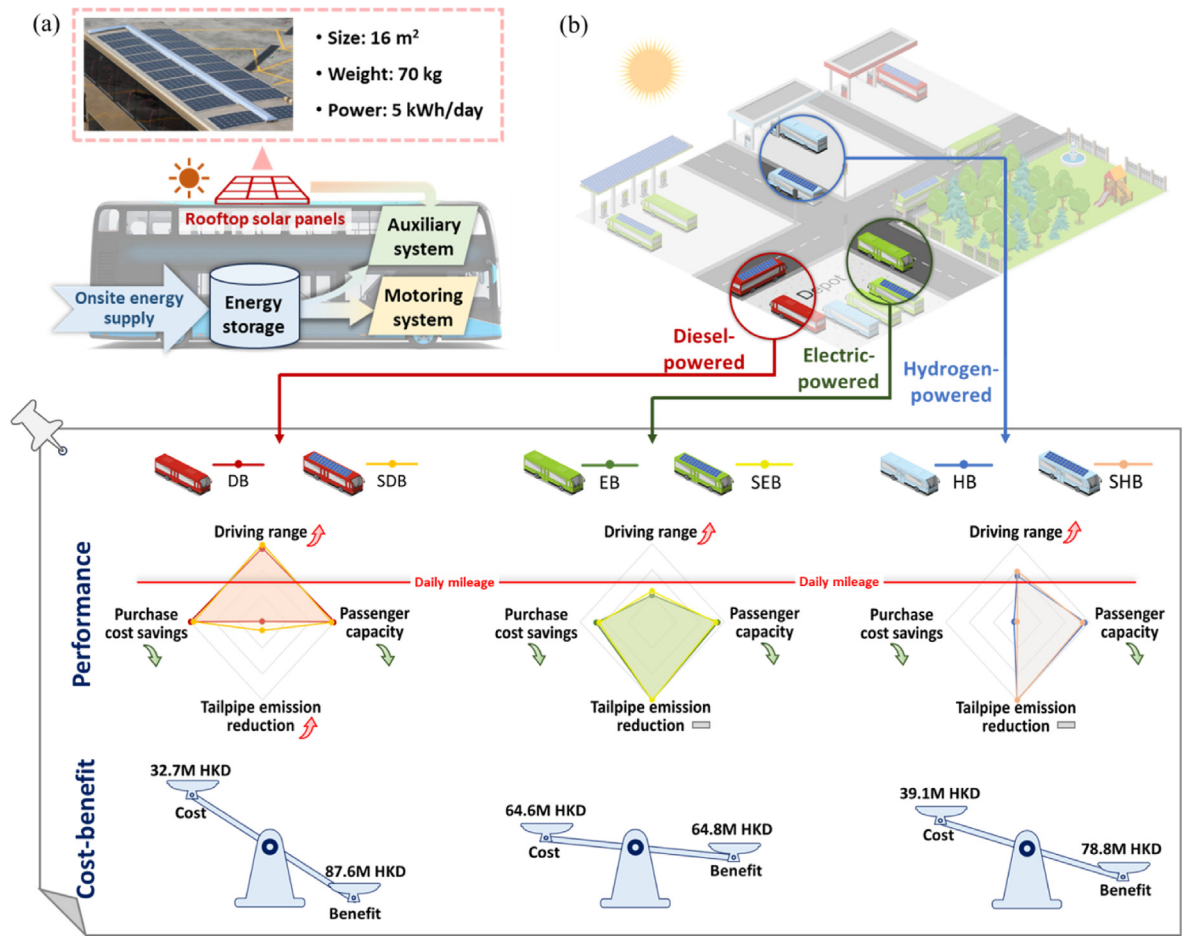 (a)
• Size: 16 m²
• Weight: 70 kg
• Power: 5 kWh/day
Rooftop solar panels
Auxiliary
system
Onsite energy
supply
Energy
storage
Motoring
system
(b)
Depot
Diesel-
powered
Electric-
powered
Hydrogen-
powered
DB
SDB
EB
SEB
HB
SHB
Performance
Driving range
Purchase
cost savings
Passenger
capacity
Tailpipe emission
reduction
Daily mileage
Driving range
Purchase
cost savings
Passenger
capacity
Tailpipe emission
reduction
Daily mileage
Driving range
Purchase
cost savings
Passenger
capacity
Tailpipe emission
reduction
Cost-benefit
32.7M HKD
Cost
87.6M HKD
Benefit
64.6M HKD
Cost
64.8M HKD
Benefit
39.1M HKD
Cost
78.8M HKD
Benefit